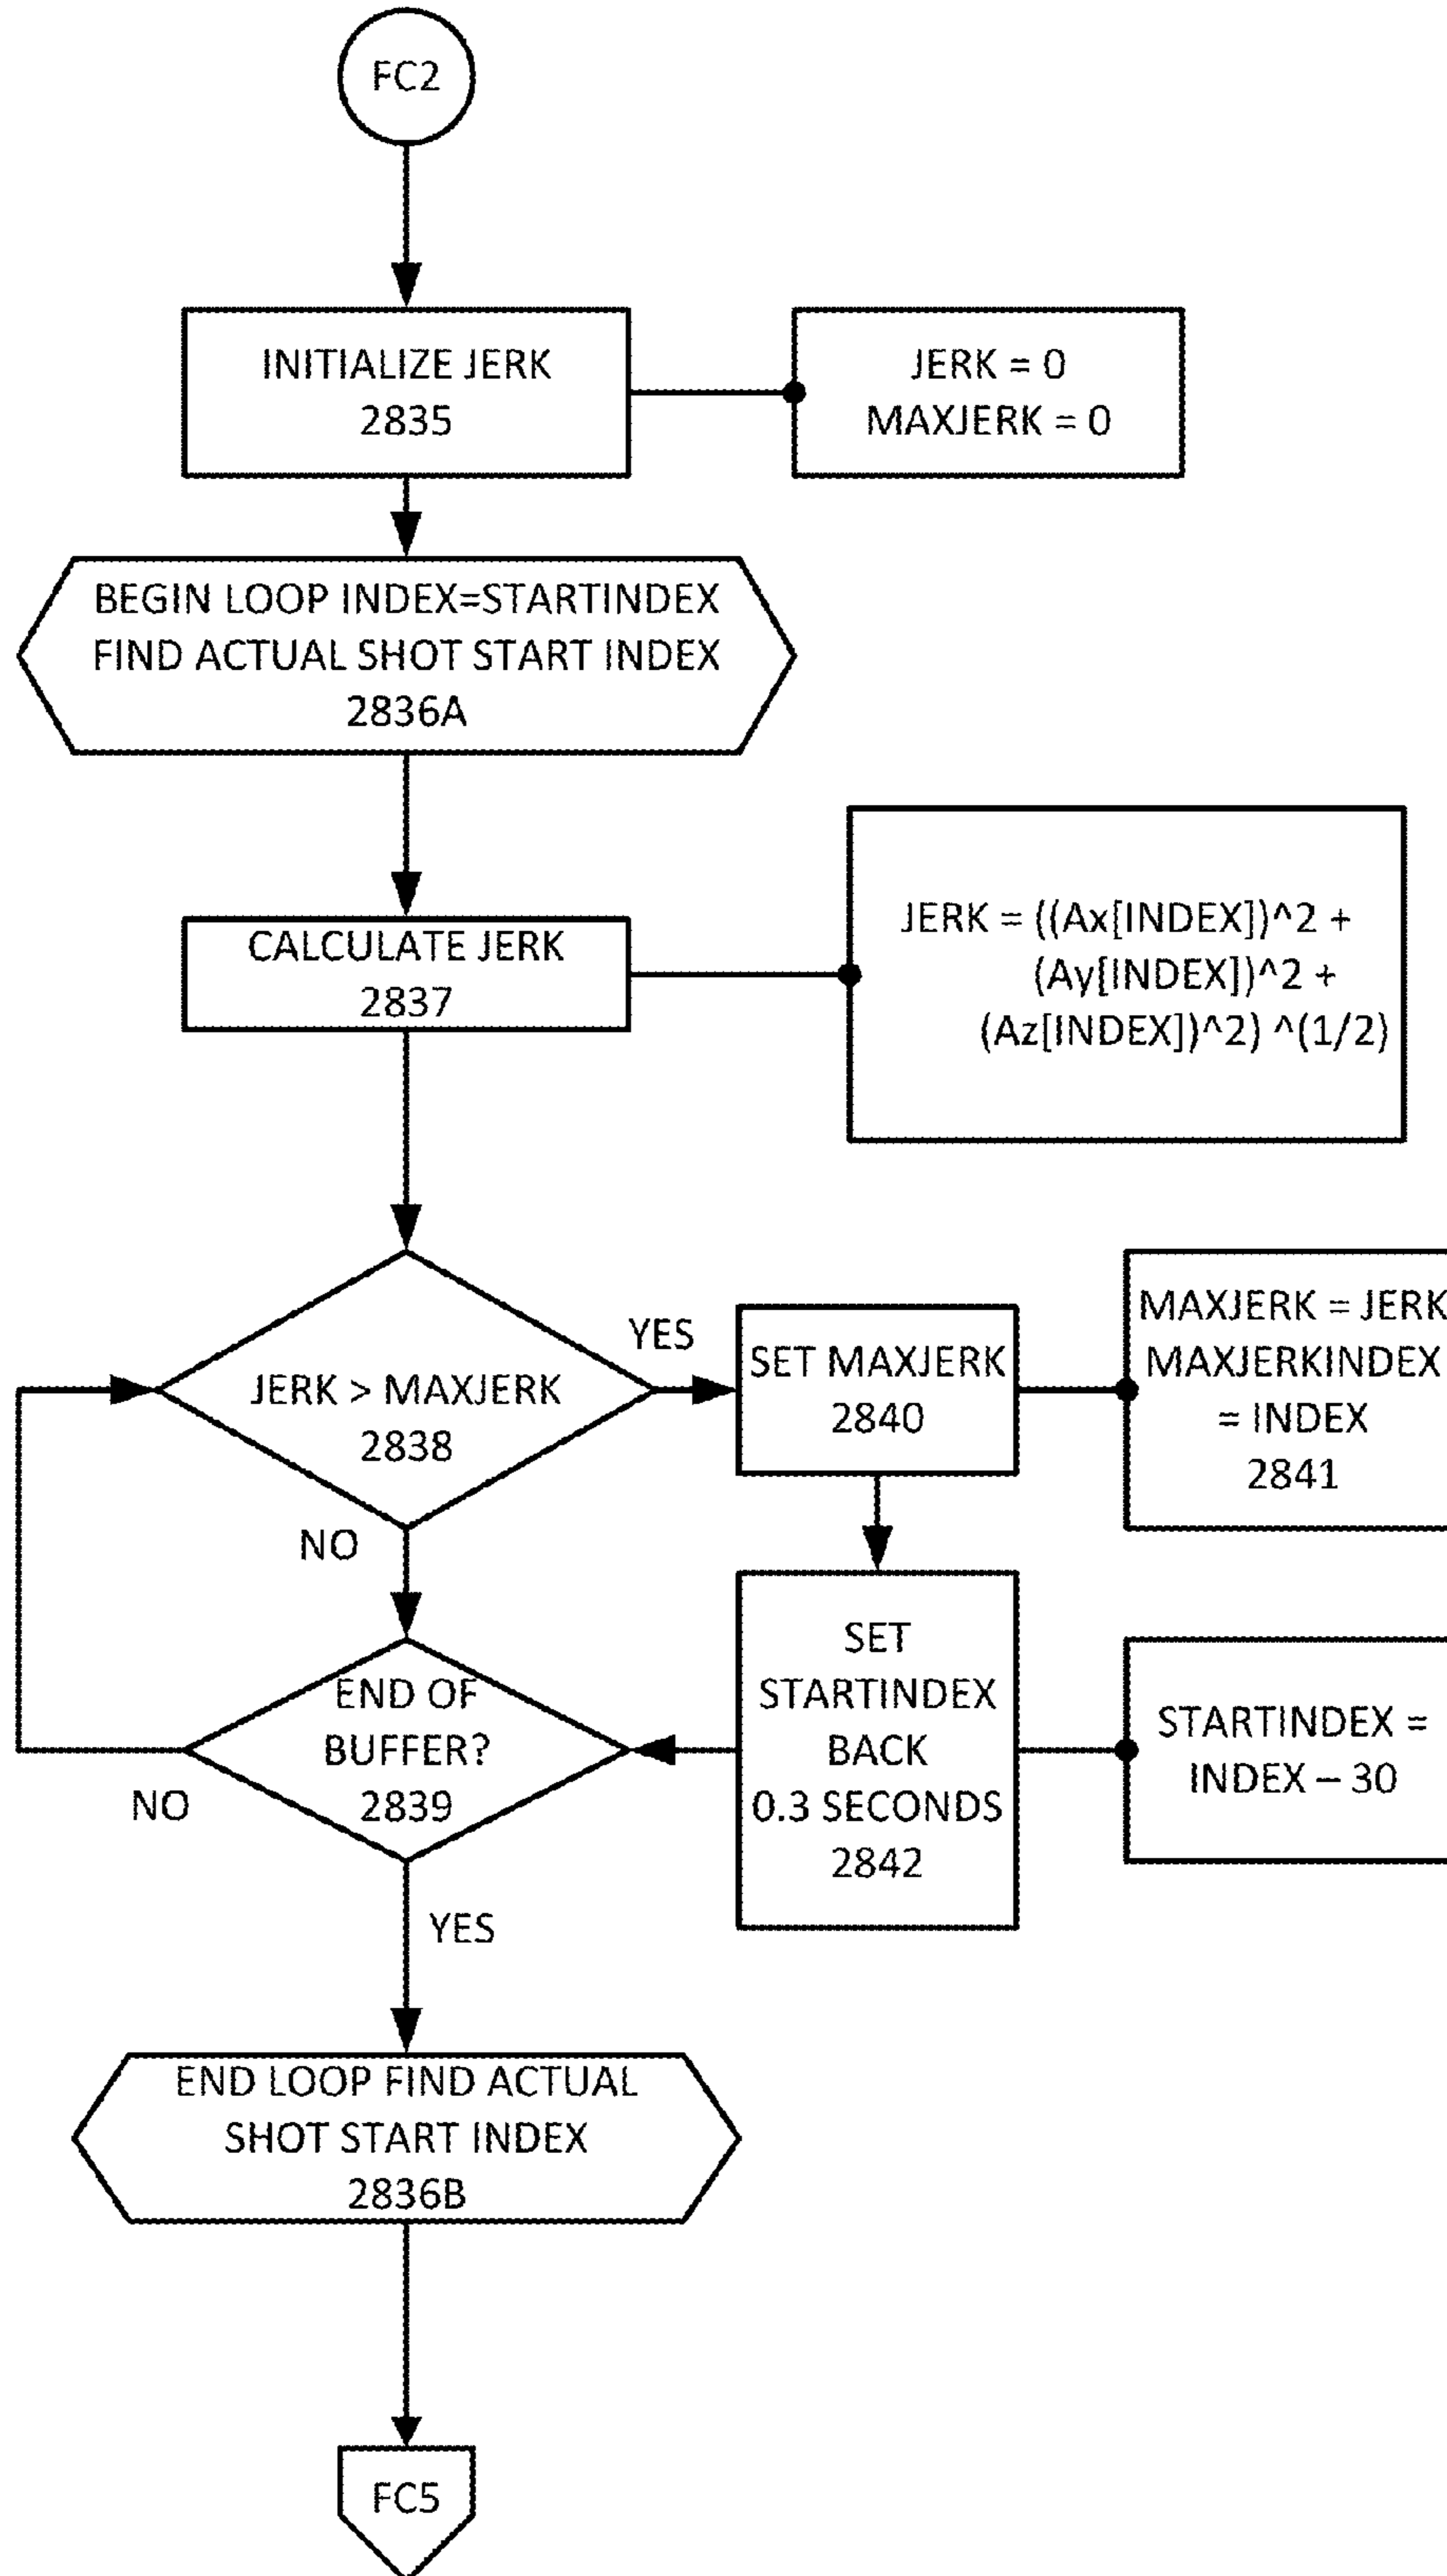 FC2
INITIALIZE JERK
2835
JERK = 0
MAXJERK = 0
BEGIN LOOP INDEX=STARTINDEX
FIND ACTUAL SHOT START INDEX
2836A
CALCULATE JERK
2837
JERK = ((Ax[INDEX])^2 +
(Ay[INDEX])^2 +
(Az[INDEX])^2) ^(1/2)
JERK > MAXJERK
2838
YES
NO
SET MAXJERK
2840
MAXJERK = JERK
MAXJERKINDEX
= INDEX
2841
END OF
BUFFER?
2839
NO
YES
SET
STARTINDEX
BACK
0.3 SECONDS
2842
STARTINDEX =
INDEX – 30
END LOOP FIND ACTUAL
SHOT START INDEX
2836B
FC5